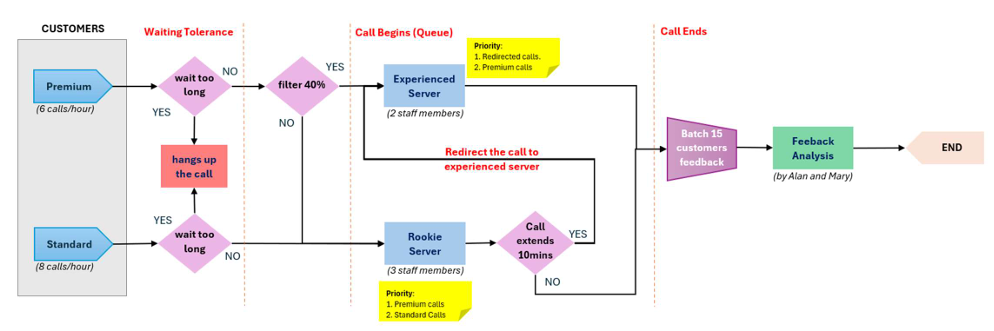 CUSTOMERS
Waiting Tolerance
Call Begins (Queue)
Call Ends
Priority:
1. Redirected calls.
2. Premium calls
Premium
(6 calls/hour)
wait too
long
NO
YES
filter 40%
YES
NO
Experienced
Server
(2 staff members)
hangs up
the call
Redirect the call to
experienced server
Batch 15
customers
feedback
Feeback
Analysis
(by Alan and Mary)
END
Standard
(8 calls/hour)
YES
wait too
long
NO
Rookie
Server
(3 staff members)
Call
extends
10mins
YES
NO
Priority:
1. Premium calls
2. Standard Calls